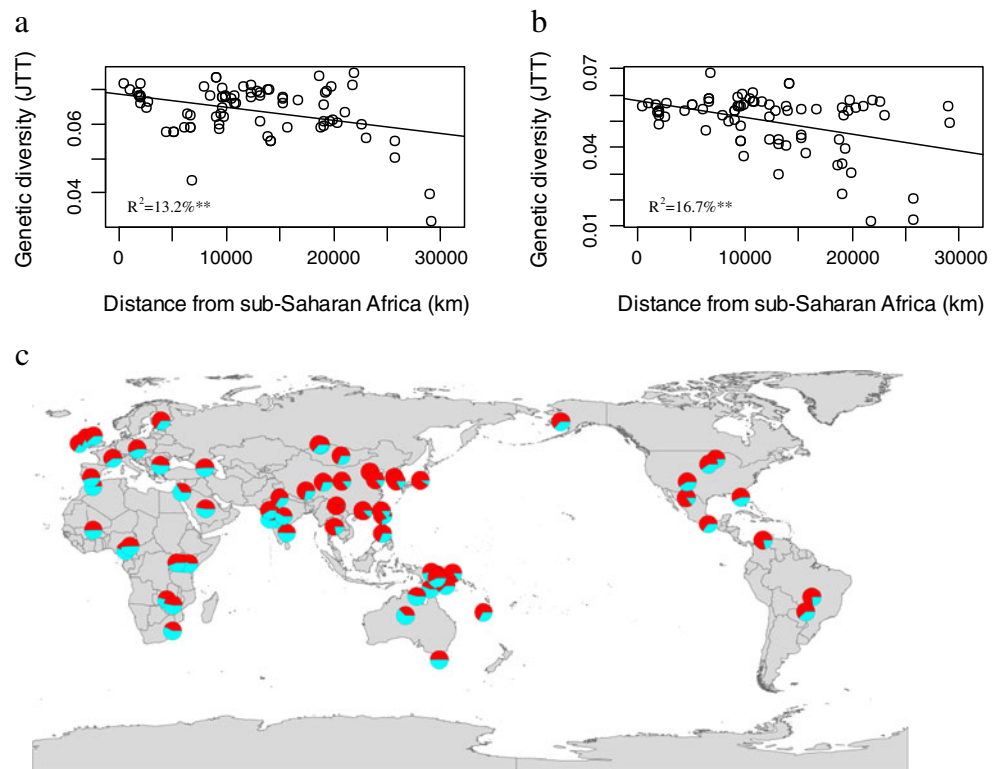 a
Genetic diversity (JTT)
0.06
0.04
R²=13.2%**
0
10000
20000
30000
Distance from sub-Saharan Africa (km)
b
Genetic diversity (JTT)
0.07
0.04
0.01
R²=16.7%**
0
10000
20000
30000
Distance from sub-Saharan Africa (km)
c